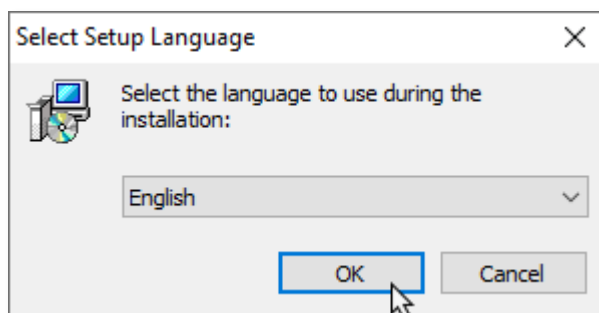 Select Setup Language
Select the language to use during the
installation:
English
OK
Cancel